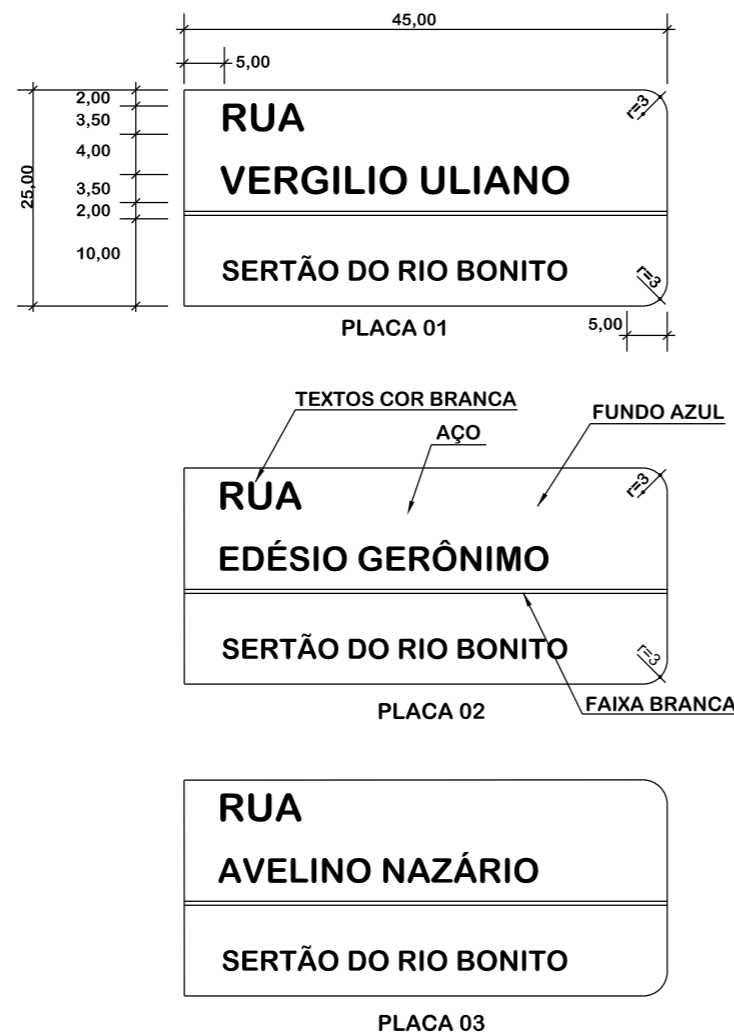 45,00
5,00
2,00
3,50
4,00
3,50
2,00
10,00
25,00
r=3
RUA
VERGILIO ULIANO
SERTÃO DO RIO BONITO
r=3
PLACA 01
5,00
TEXTOS COR BRANCA
AÇO
FUNDO AZUL
r=3
RUA
EDÉSIO GERÔNIMO
SERTÃO DO RIO BONITO
r=3
PLACA 02
FAIXA BRANCA
RUA
AVELINO NAZÁRIO
SERTÃO DO RIO BONITO
PLACA 03